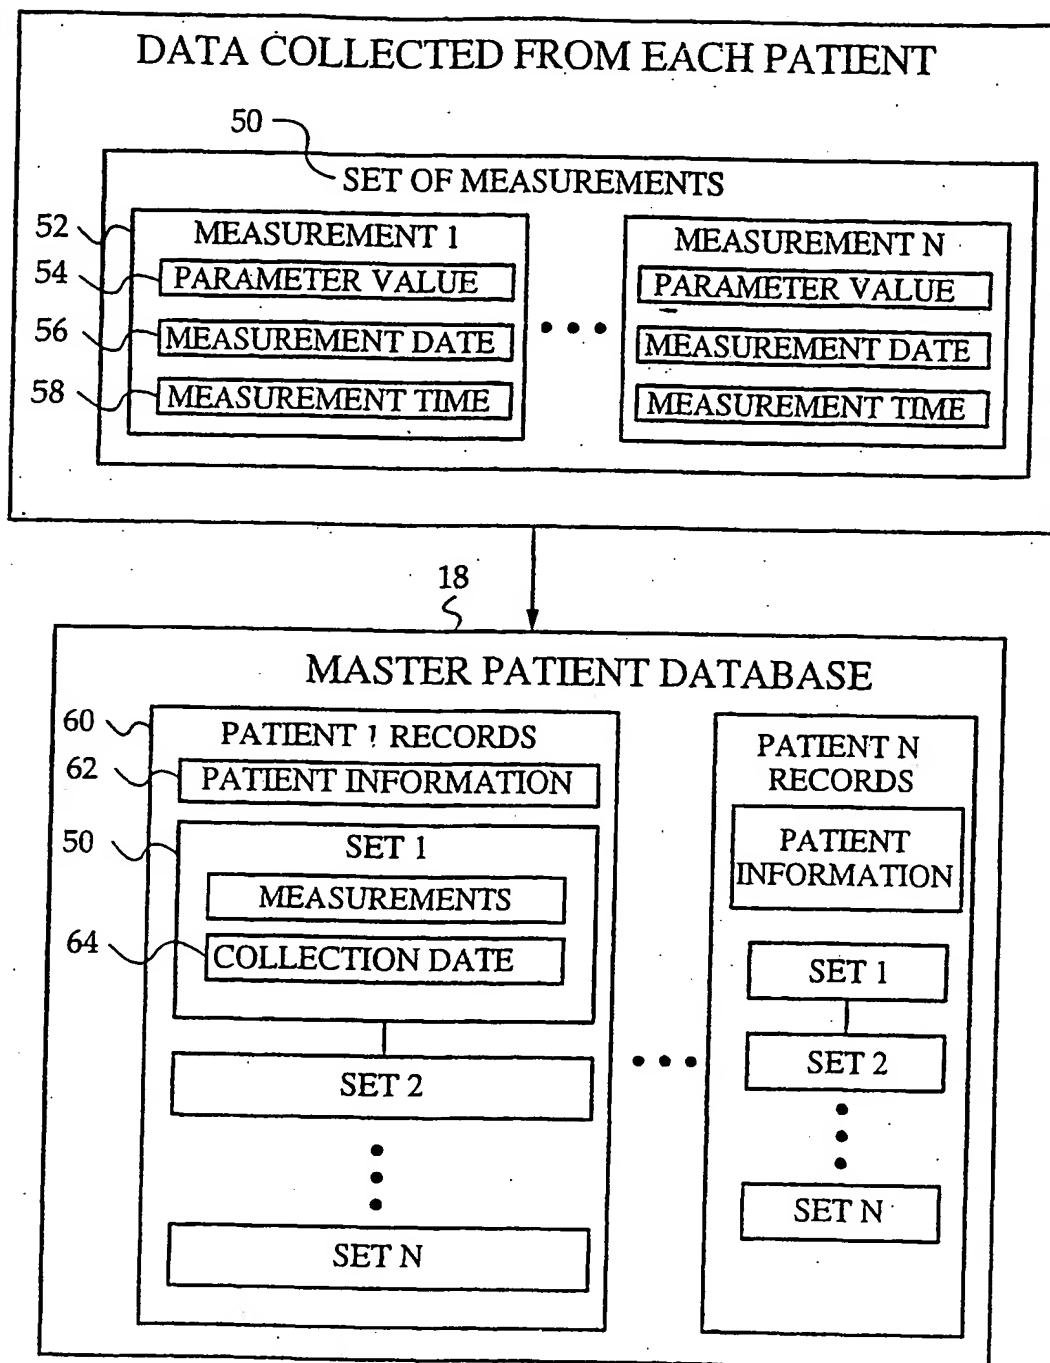 DATA COLLECTED FROM EACH PATIENT
50
SET OF MEASUREMENTS
52
MEASUREMENT 1
54
PARAMETER VALUE
56
MEASUREMENT DATE
58
MEASUREMENT TIME
MEASUREMENT N
PARAMETER VALUE
MEASUREMENT DATE
MEASUREMENT TIME
18
MASTER PATIENT DATABASE
60
PATIENT 1 RECORDS
62
PATIENT INFORMATION
50
SET 1
MEASUREMENTS
64
COLLECTION DATE
SET 2
SET N
PATIENT N
RECORDS
PATIENT
INFORMATION
SET 1
SET 2
SET N